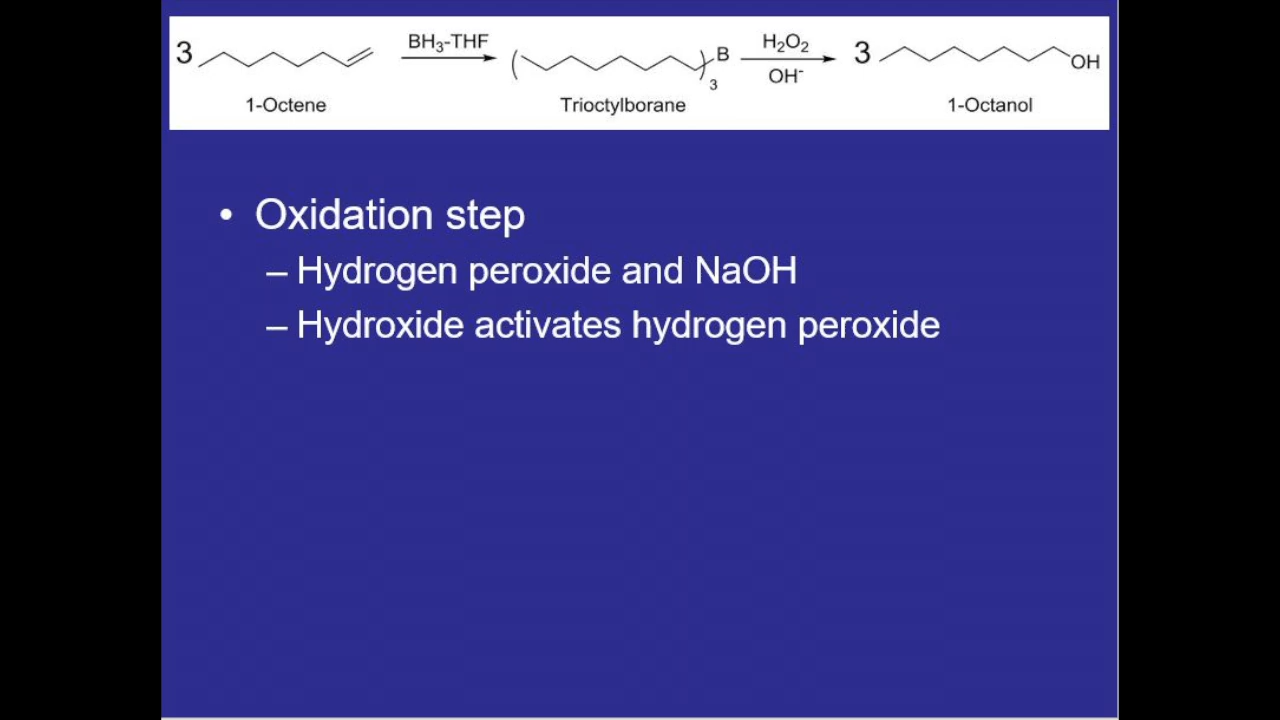 3 BH₃-THF ( )₃ B H₂O₂ OH⁻ 3 OH
1-Octene Trioctylborane 1-Octanol
• Oxidation step
– Hydrogen peroxide and NaOH
– Hydroxide activates hydrogen peroxide